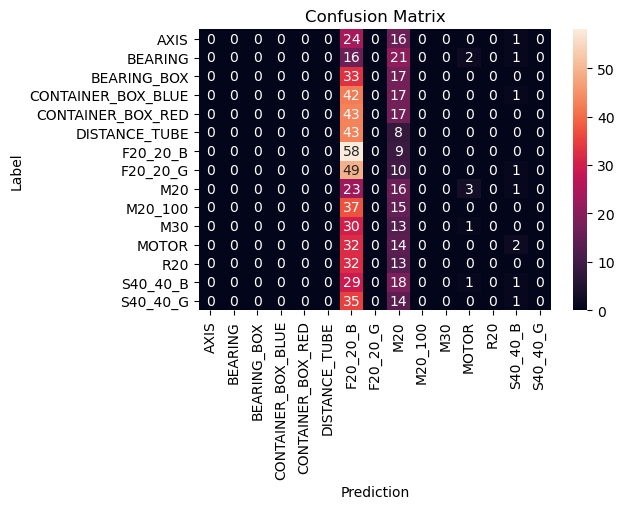 Confusion Matrix
AXIS 0 0 0 0 0 0 24 0 16 0 0 0 0 1 0
BEARING 0 0 0 0 0 0 16 0 21 0 0 2 0 1 0
BEARING_BOX 0 0 0 0 0 0 33 0 17 0 0 0 0 0 0
CONTAINER_BOX_BLUE 0 0 0 0 0 0 42 0 17 0 0 0 0 1 0
CONTAINER_BOX_RED 0 0 0 0 0 0 43 0 17 0 0 0 0 0 0
DISTANCE_TUBE 0 0 0 0 0 0 43 0 8 0 0 0 0 0 0
F20_20_B 0 0 0 0 0 0 58 0 9 0 0 0 0 0 0
F20_20_G 0 0 0 0 0 0 49 0 10 0 0 0 0 1 0
M20 0 0 0 0 0 0 23 0 16 0 0 3 0 1 0
M20_100 0 0 0 0 0 0 37 0 15 0 0 0 0 0 0
M30 0 0 0 0 0 0 30 0 13 0 0 1 0 0 0
MOTOR 0 0 0 0 0 0 32 0 14 0 0 0 0 2 0
R20 0 0 0 0 0 0 32 0 13 0 0 0 0 0 0
S40_40_B 0 0 0 0 0 0 29 0 18 0 0 1 0 1 0
S40_40_G 0 0 0 0 0 0 35 0 14 0 0 0 0 1 0
Label
AXIS
BEARING
BEARING_BOX
CONTAINER_BOX_BLUE
CONTAINER_BOX_RED
DISTANCE_TUBE
F20_20_B
F20_20_G
M20
M20_100
M30
MOTOR
R20
S40_40_B
S40_40_G
Prediction
50
40
30
20
10
0